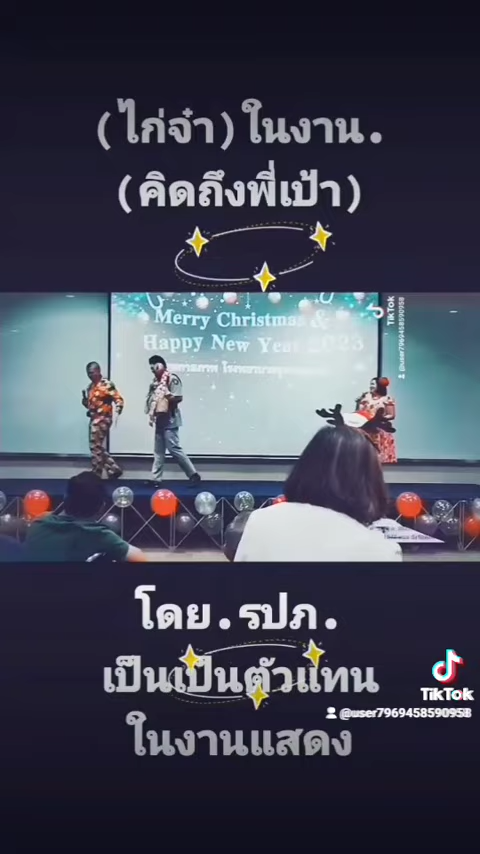 (ไก่จ๋า)ในงาน.
(คิดถึงพี่เป้า)
TikTok
@user7969458590958
Merry Christmas &
Happy New Year 2023
โดย.รปภ.
เป็นเป็นตัวแทน
TikTok
@user7969458590958
ในงานแสดง